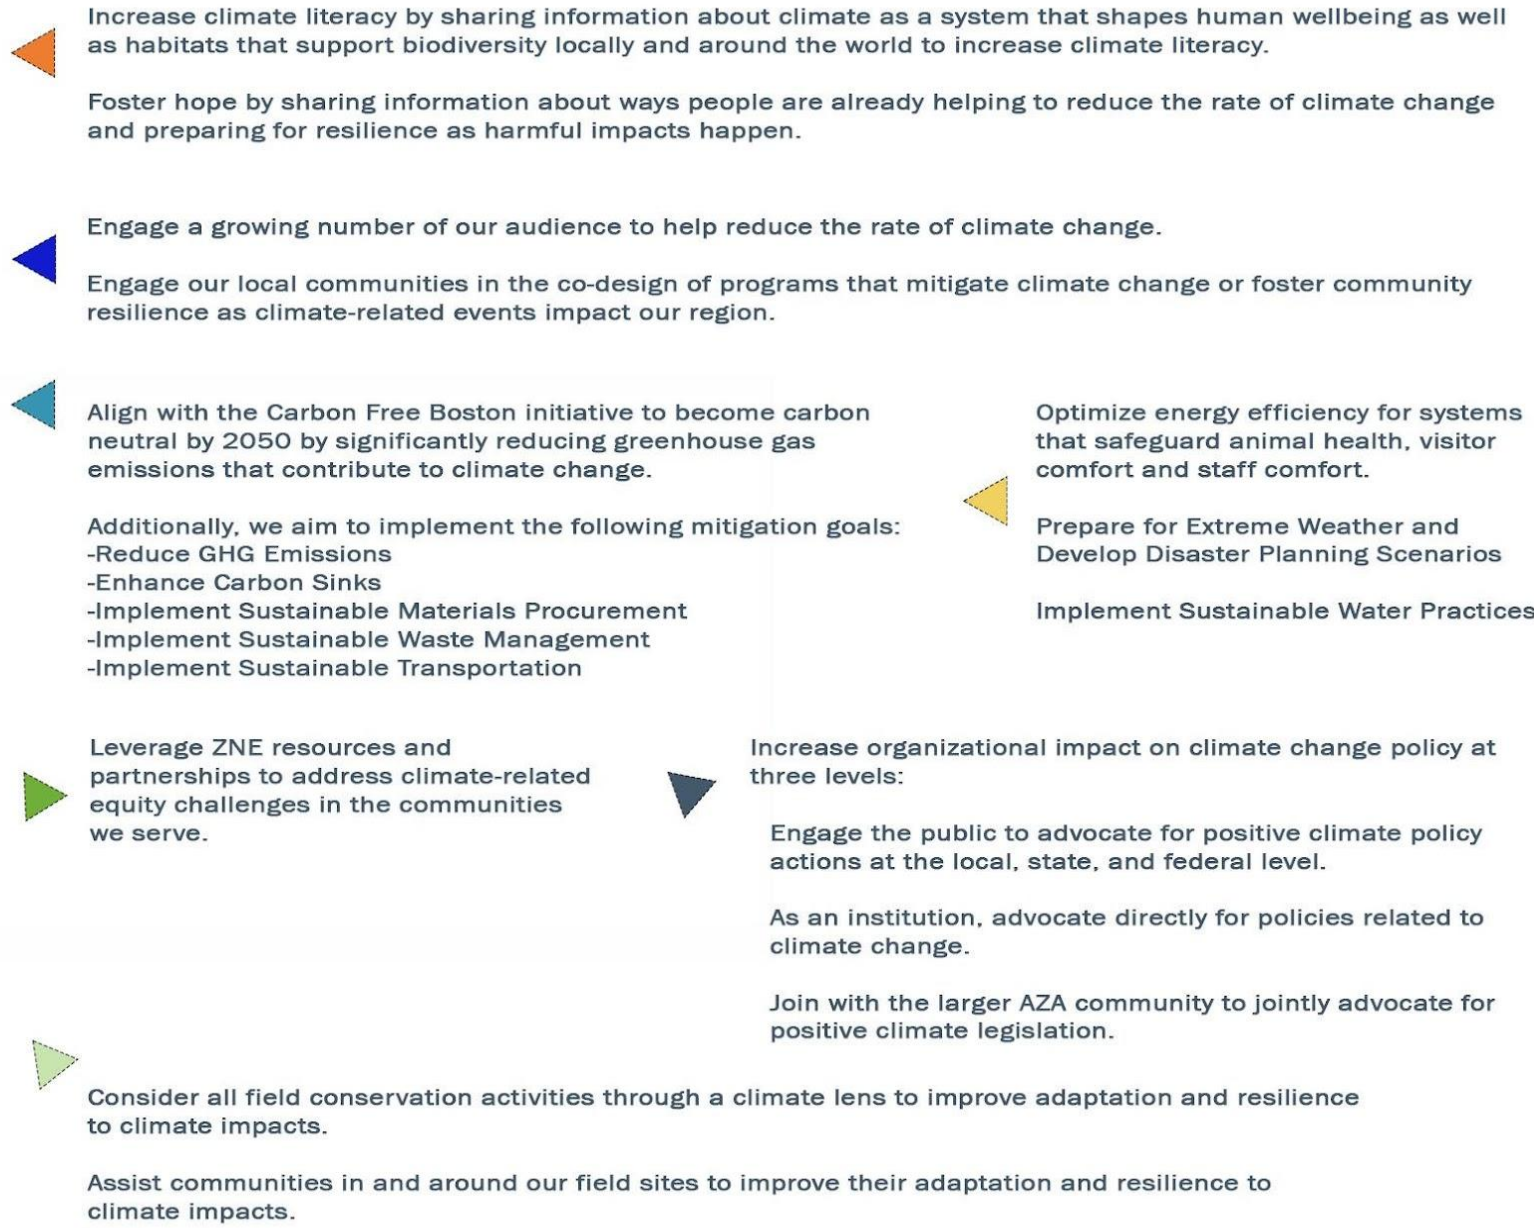 Increase climate literacy by sharing information about climate as a system that shapes human wellbeing as well
as habitats that support biodiversity locally and around the world to increase climate literacy.
Foster hope by sharing information about ways people are already helping to reduce the rate of climate change
and preparing for resilience as harmful impacts happen.
Engage a growing number of our audience to help reduce the rate of climate change.
Engage our local communities in the co-design of programs that mitigate climate change or foster community
resilience as climate-related events impact our region.
Align with the Carbon Free Boston initiative to become carbon
neutral by 2050 by significantly reducing greenhouse gas
emissions that contribute to climate change.
Additionally, we aim to implement the following mitigation goals:
-Reduce GHG Emissions
-Enhance Carbon Sinks
-Implement Sustainable Materials Procurement
-Implement Sustainable Waste Management
-Implement Sustainable Transportation
Optimize energy efficiency for systems
that safeguard animal health, visitor
comfort and staff comfort.
Prepare for Extreme Weather and
Develop Disaster Planning Scenarios
Implement Sustainable Water Practices
Leverage ZNE resources and
partnerships to address climate-related
equity challenges in the communities
we serve.
Increase organizational impact on climate change policy at
three levels:
Engage the public to advocate for positive climate policy
actions at the local, state, and federal level.
As an institution, advocate directly for policies related to
climate change.
Join with the larger AZA community to jointly advocate for
positive climate legislation.
Consider all field conservation activities through a climate lens to improve adaptation and resilience
to climate impacts.
Assist communities in and around our field sites to improve their adaptation and resilience to
climate impacts.